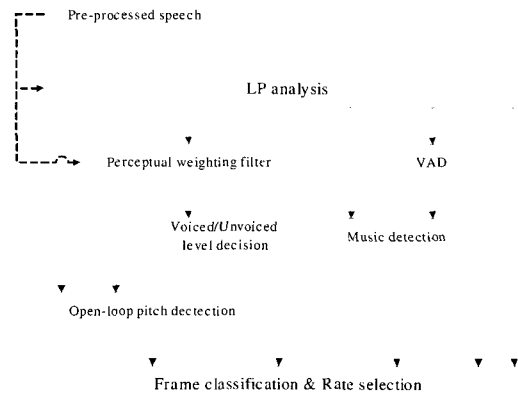 Pre-processed speech
LP analysis
Perceptual weighting filter
VAD
Voiced/Unvoiced
level decision
Music detection
Open-loop pitch dectection
Frame classification & Rate selection